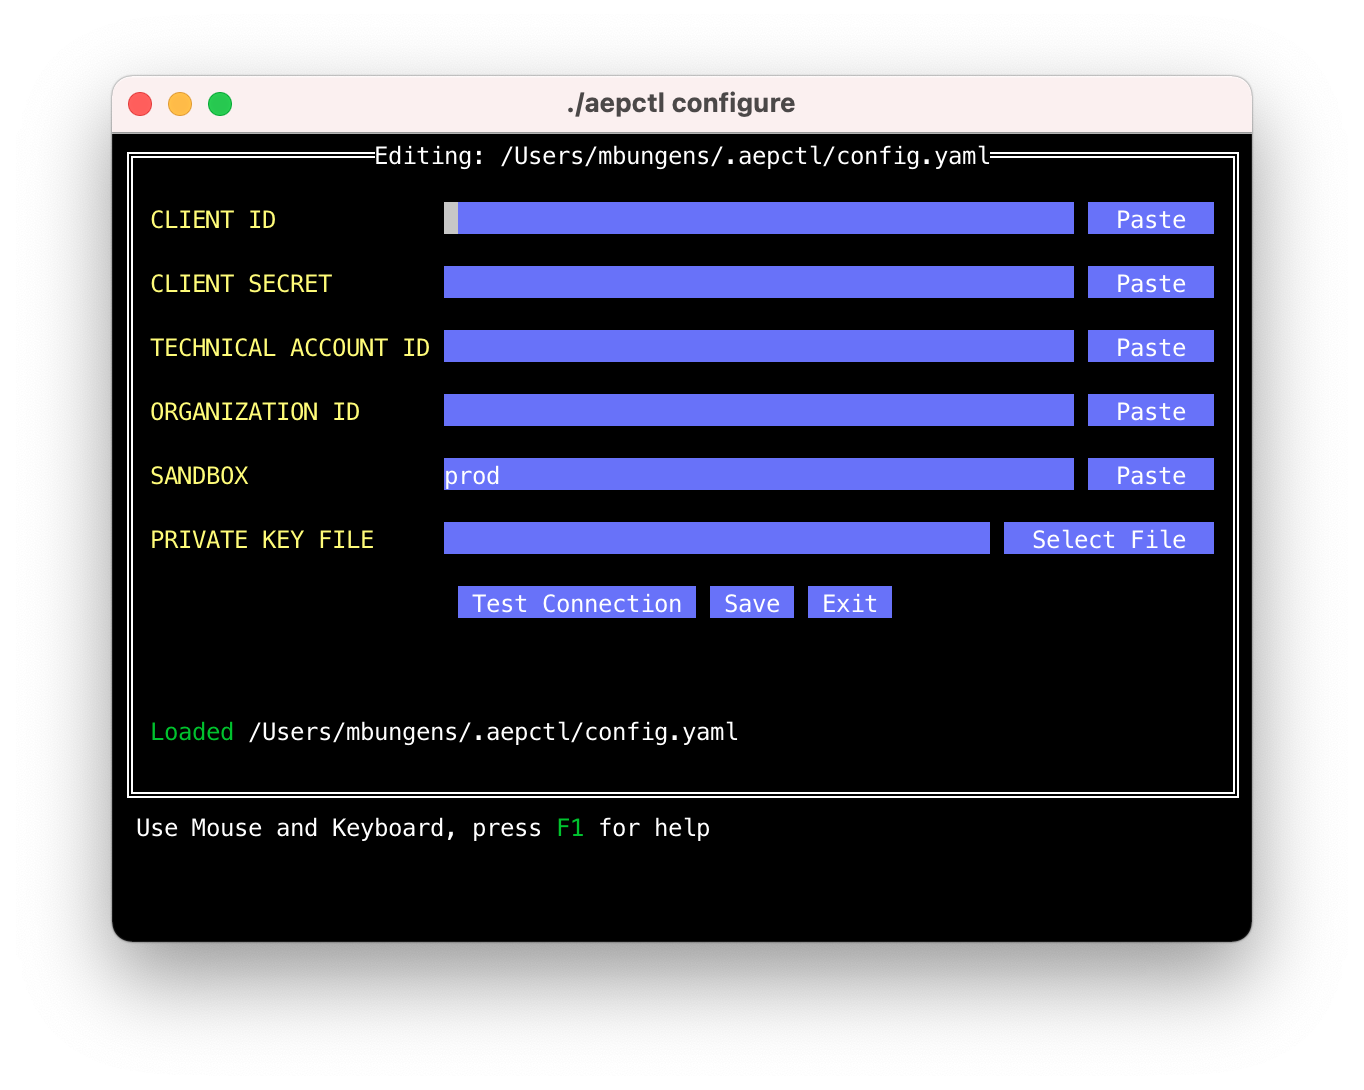 ./aepctl configure
Editing: /Users/mbungens/.aepctl/config.yaml
CLIENT ID Paste
CLIENT SECRET Paste
TECHNICAL ACCOUNT ID Paste
ORGANIZATION ID Paste
SANDBOX prod Paste
PRIVATE KEY FILE Select File
Test Connection Save Exit
Loaded /Users/mbungens/.aepctl/config.yaml
Use Mouse and Keyboard, press F1 for help